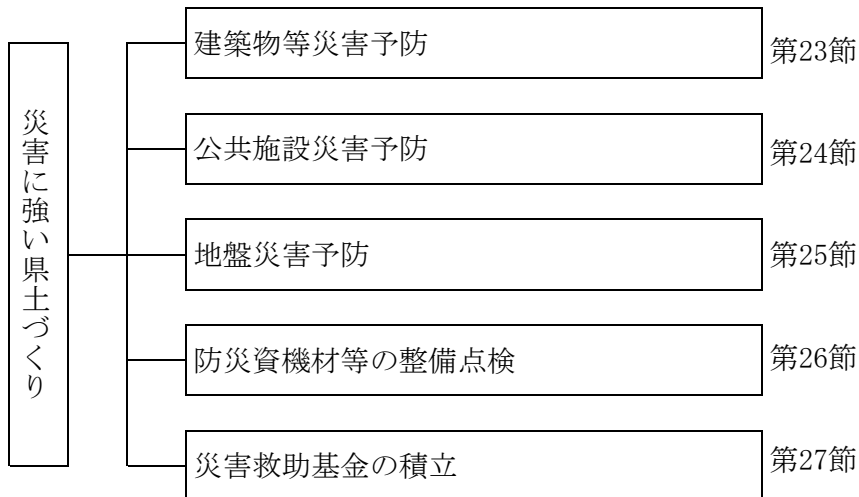 災害に強い県土づくり
建築物等災害予防 第23節
公共施設災害予防 第24節
地盤災害予防 第25節
防災資機材等の整備点検 第26節
災害救助基金の積立 第27節